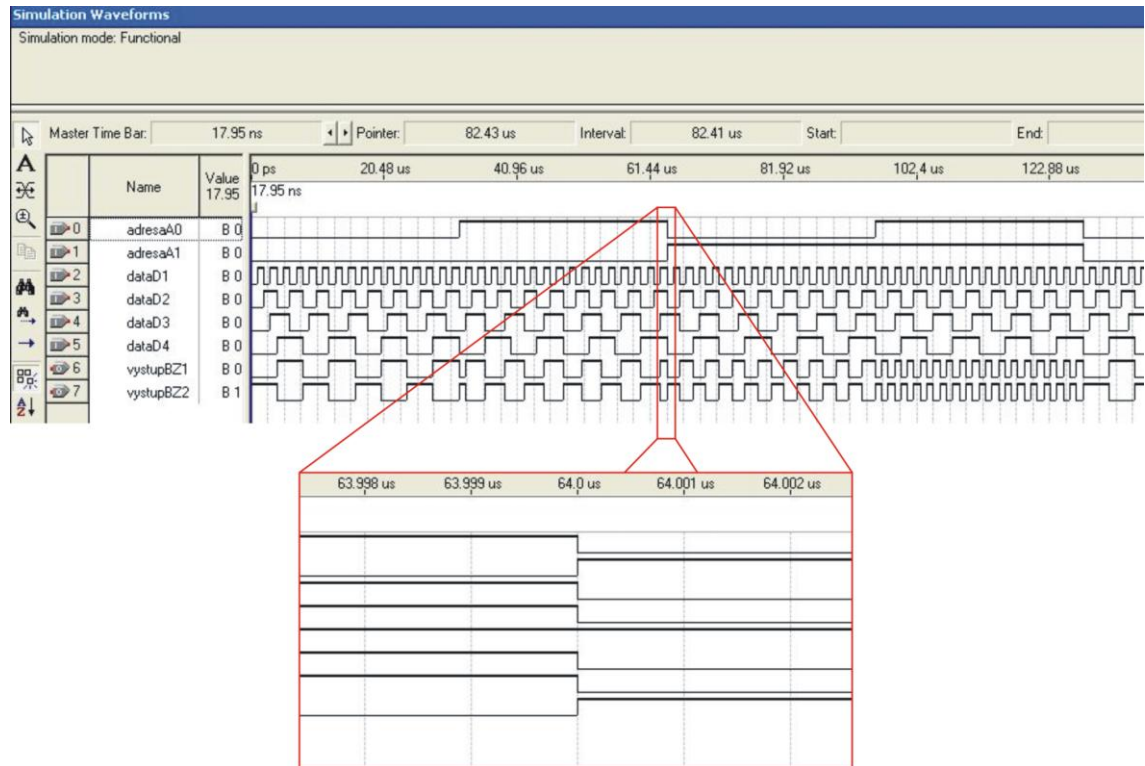 Simulation Waveforms
Simulation mode: Functional
Master Time Bar: 17.95 ns Pointer: 82.43 us Interval: 82.41 us Start: End:
Name Value 17.95
0 ps 20.48 us 40.96 us 61.44 us 81.92 us 102,4 us 122,88 us
17.95 ns
0 adresaA0 B 0
1 adresaA1 B 0
2 dataD1 B 0
3 dataD2 B 0
4 dataD3 B 0
5 dataD4 B 0
6 vystupBZ1 B 0
7 vystupBZ2 B 1
63.998 us 63.999 us 64.0 us 64.001 us 64.002 us